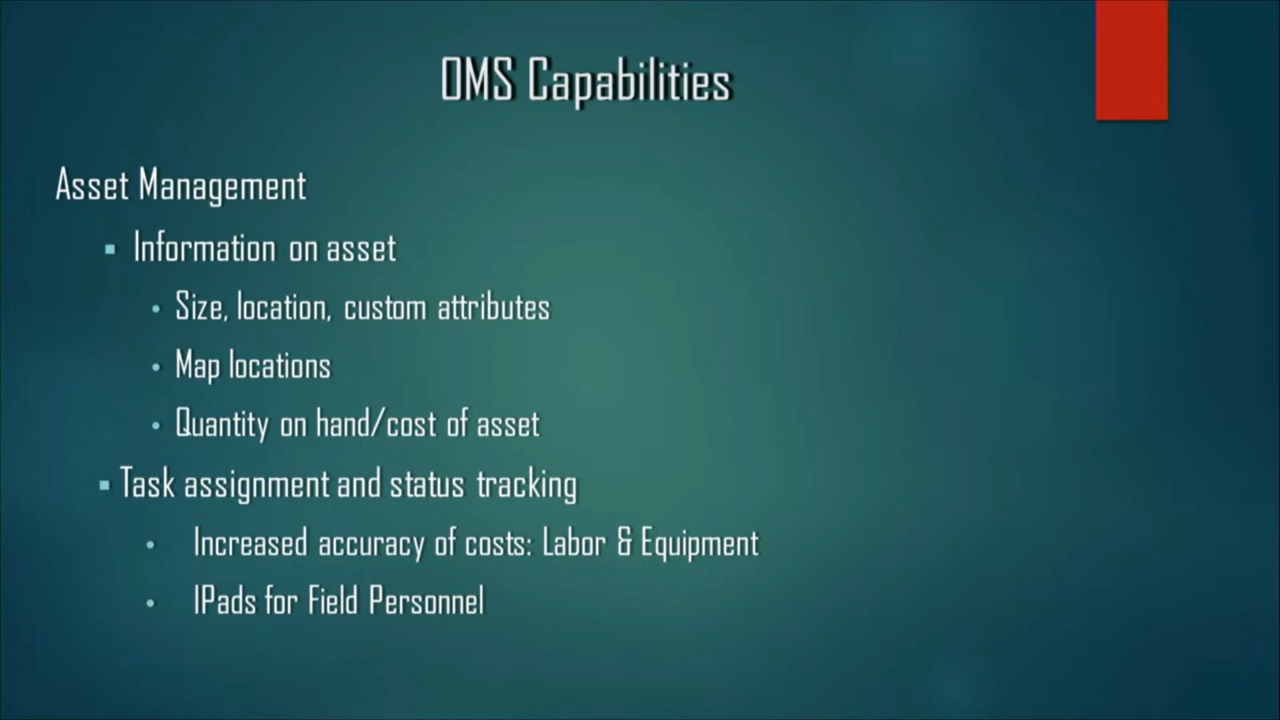 OMS Capabilities
Asset Management
Information on asset
Size, location, custom attributes
Map locations
Quantity on hand/cost of asset
Task assignment and status tracking
Increased accuracy of costs: Labor & Equipment
IPads for Field Personnel